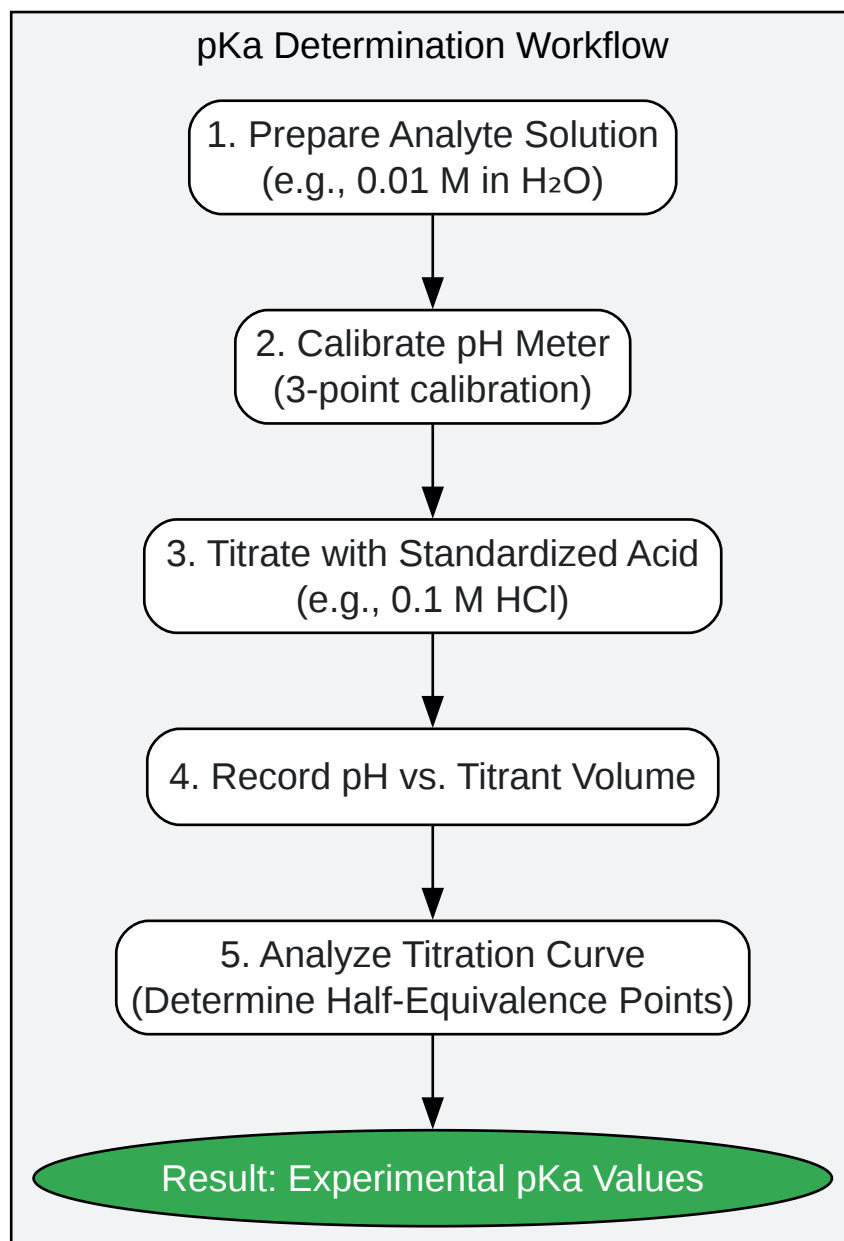 pKa Determination Workflow
1. Prepare Analyte Solution
(e.g., 0.01 M in H₂O)
2. Calibrate pH Meter
(3-point calibration)
3. Titrate with Standardized Acid
(e.g., 0.1 M HCl)
4. Record pH vs. Titrant Volume
5. Analyze Titration Curve
(Determine Half-Equivalence Points)
Result: Experimental pKa Values